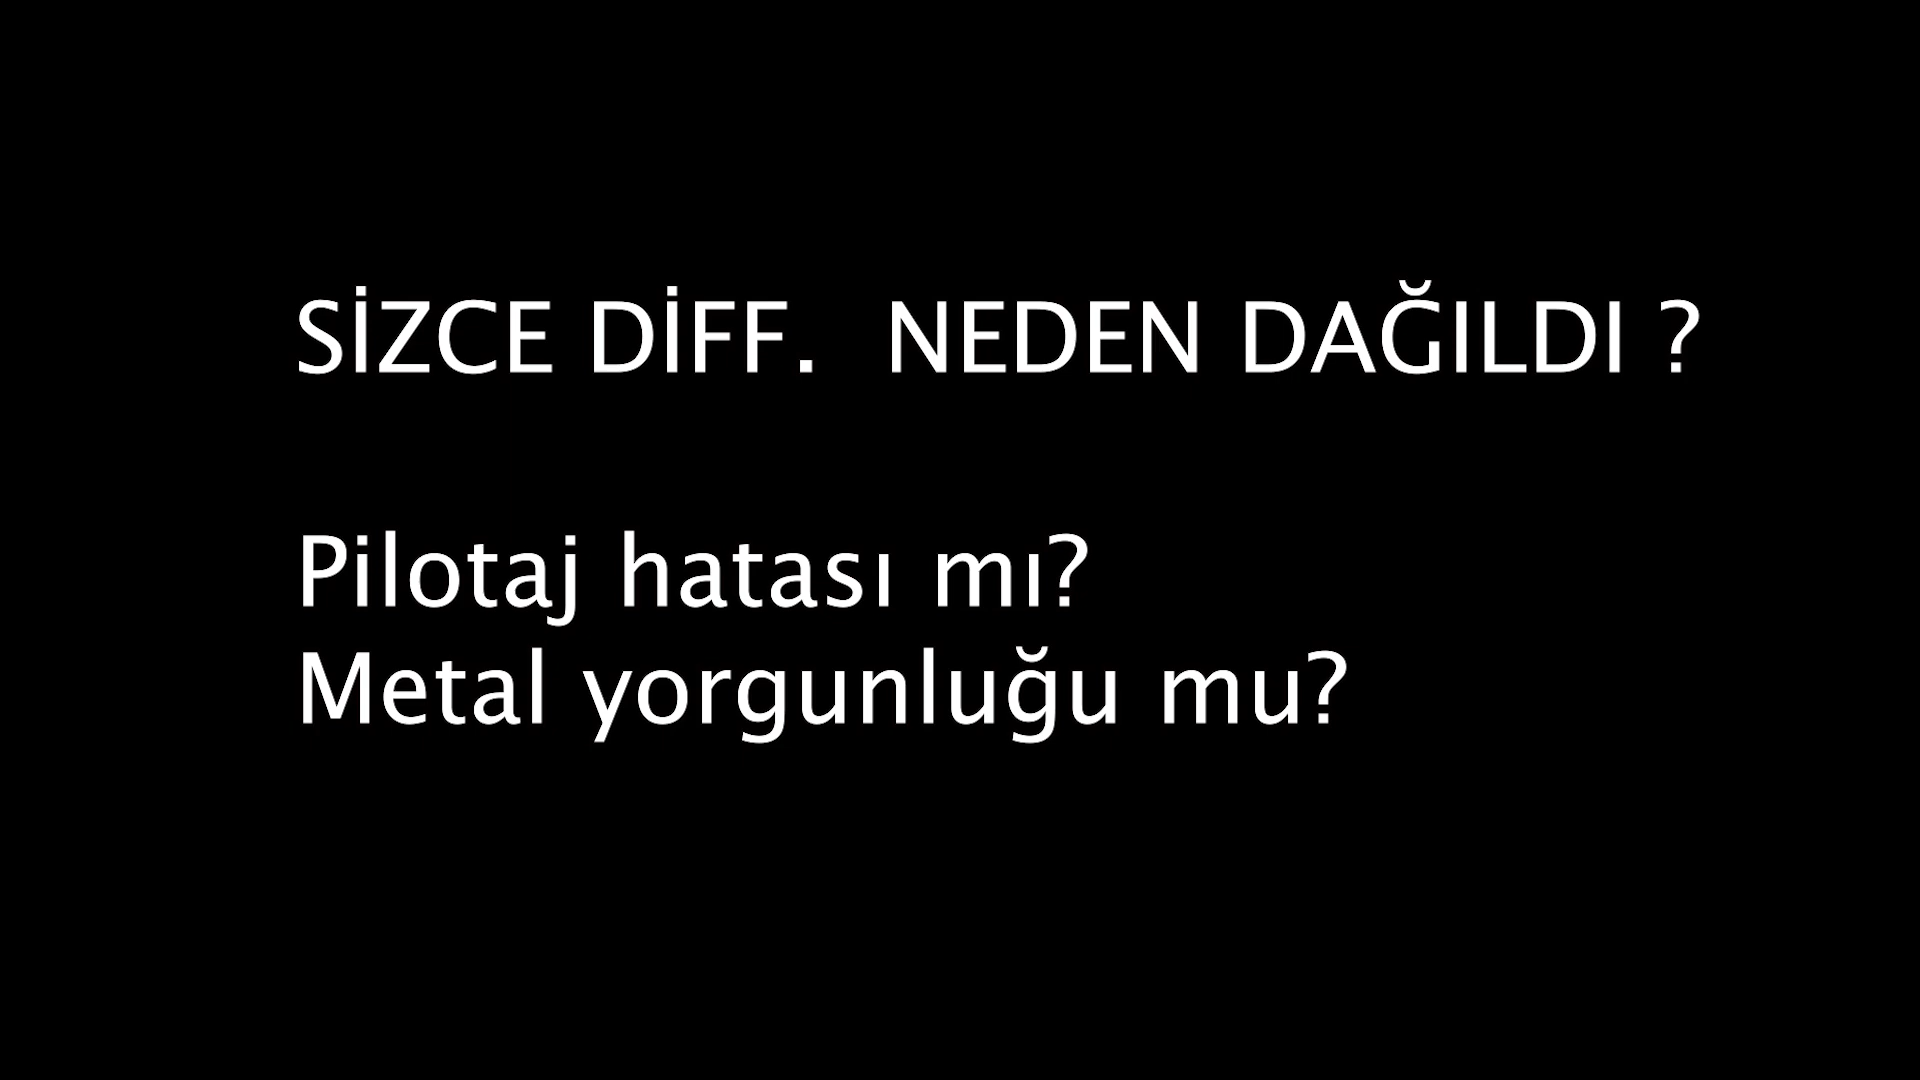 SİZCE DİFF.  NEDEN DAĞILDI ?
Pilotaj hatası mı?
Metal yorgunluğu mu?